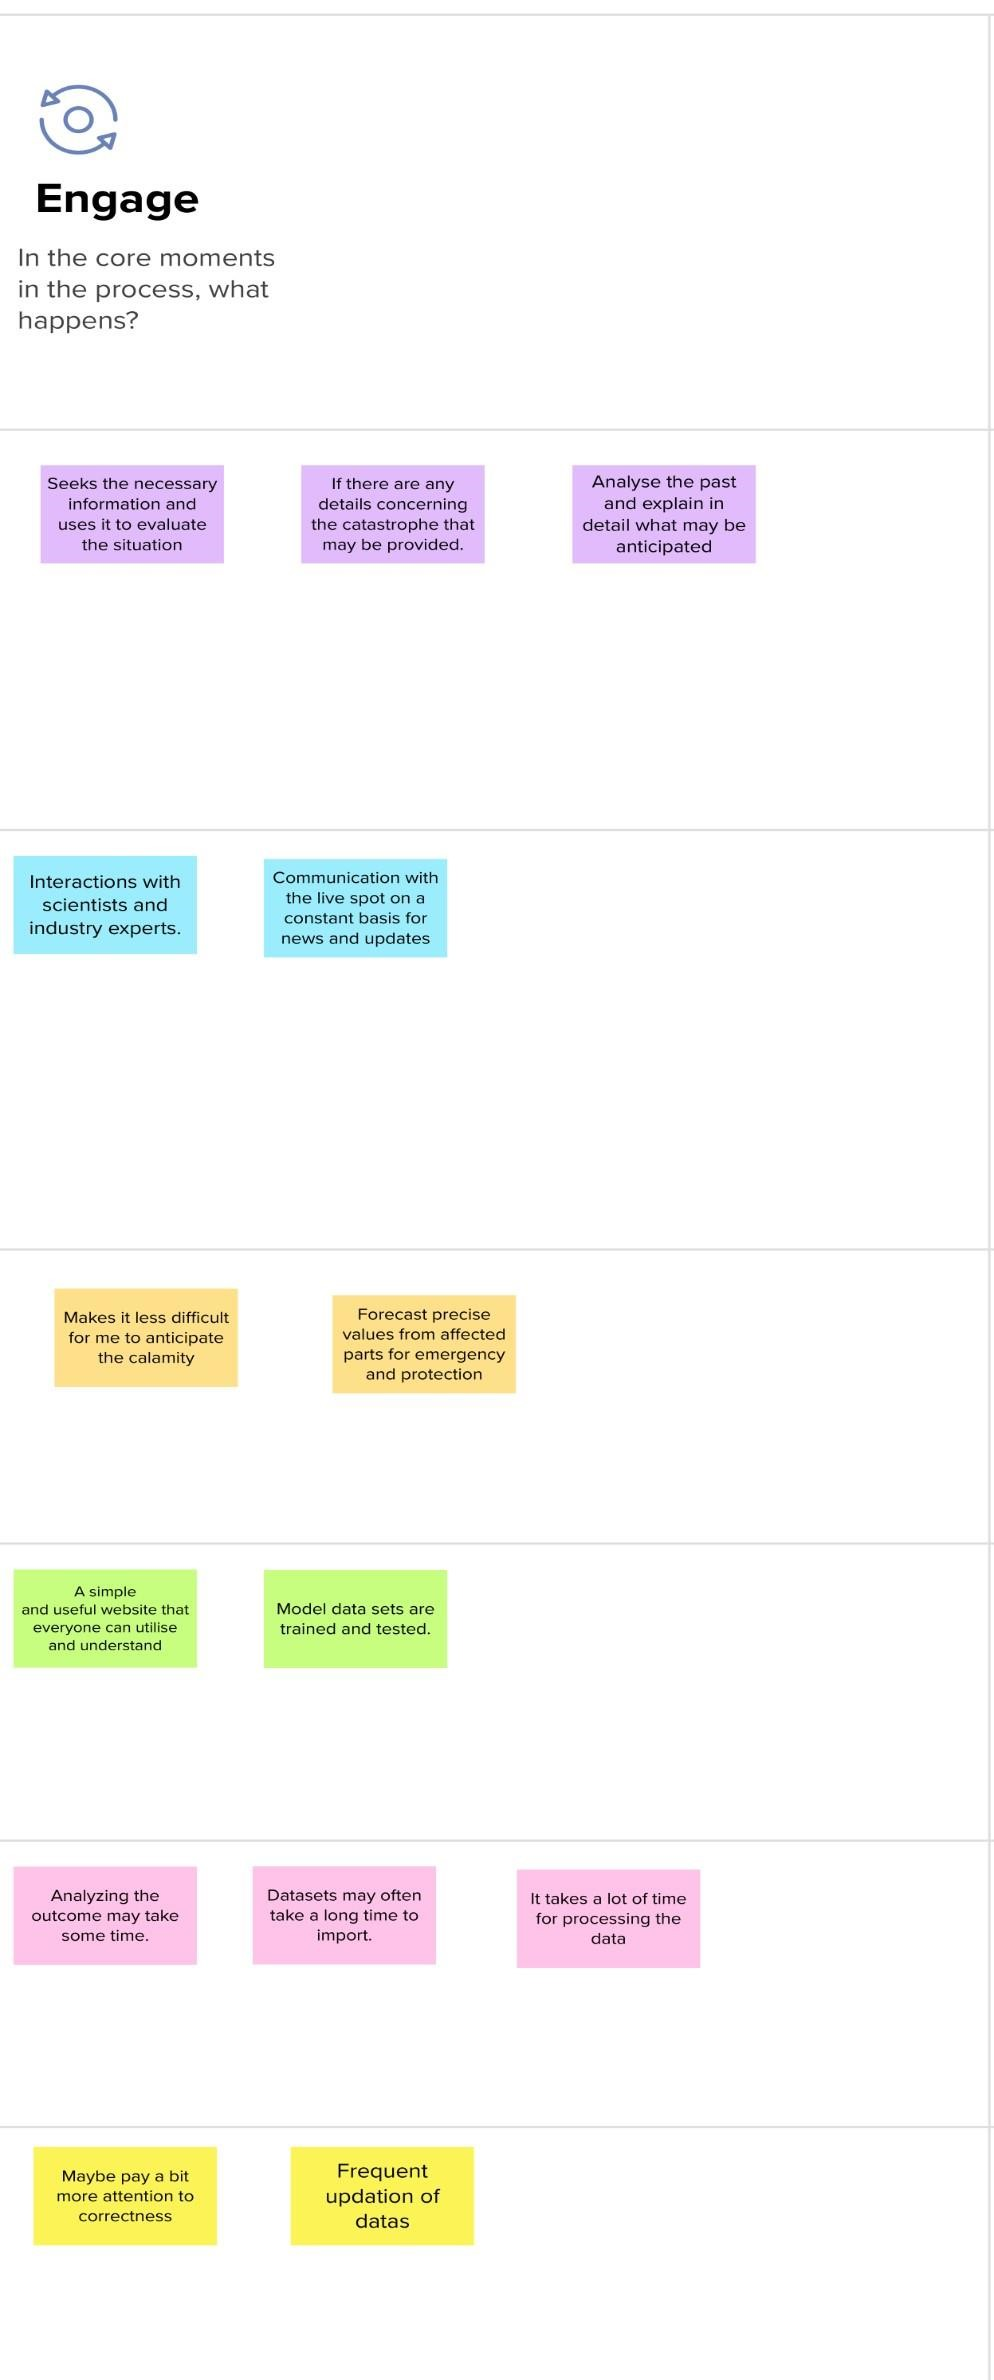 Engage
In the core moments
in the process, what
happens?
Seeks the necessary
information and
uses it to evaluate
the situation
If there are any
details concerning
the catastrophe that
may be provided.
Analyse the past
and explain in
detail what may be
anticipated
Interactions with
scientists and
industry experts.
Communication with
the live spot on a
constant basis for
news and updates
Makes it less difficult
for me to anticipate
the calamity
Forecast precise
values from affected
parts for emergency
and protection
A simple
and useful website that
everyone can utilise
and understand
Model data sets are
trained and tested.
Analyzing the
outcome may take
some time.
Datasets may often
take a long time to
import.
It takes a lot of time
for processing the
data
Maybe pay a bit
more attention to
correctness
Frequent
updation of
datas